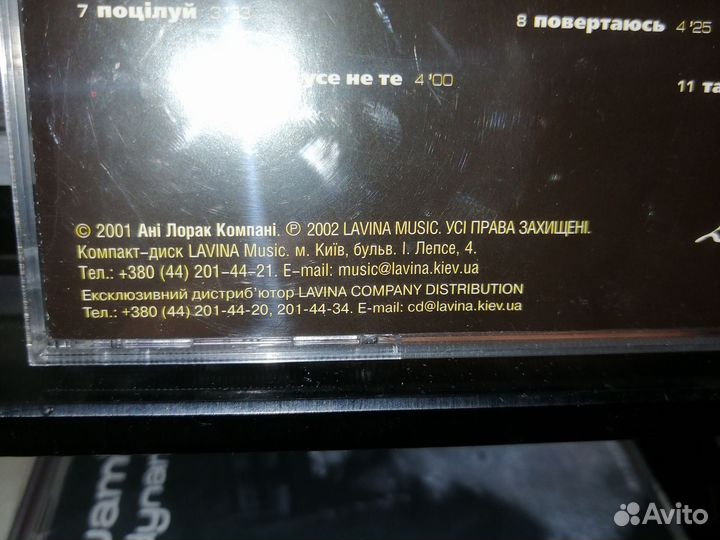 7 поцілуй
8 повертаюсь 4'25
усе не те 4'00
11
© 2001 Ані Лорак Компані. ℗ 2002 LAVINA MUSIC. УСІ ПРАВА ЗАХИЩЕНІ.
Компакт–диск LAVINA Music. м. Київ, бульв. І. Лепсе, 4.
Тел.: +380 (44) 201–44–21. E-mail: music@lavina.kiev.ua
Ексклюзивний дистриб'ютор LAVINA COMPANY DISTRIBUTION
Тел.: +380 (44) 201-44-20, 201-44-34. E-mail: cd@lavina.kiev.ua
Avito